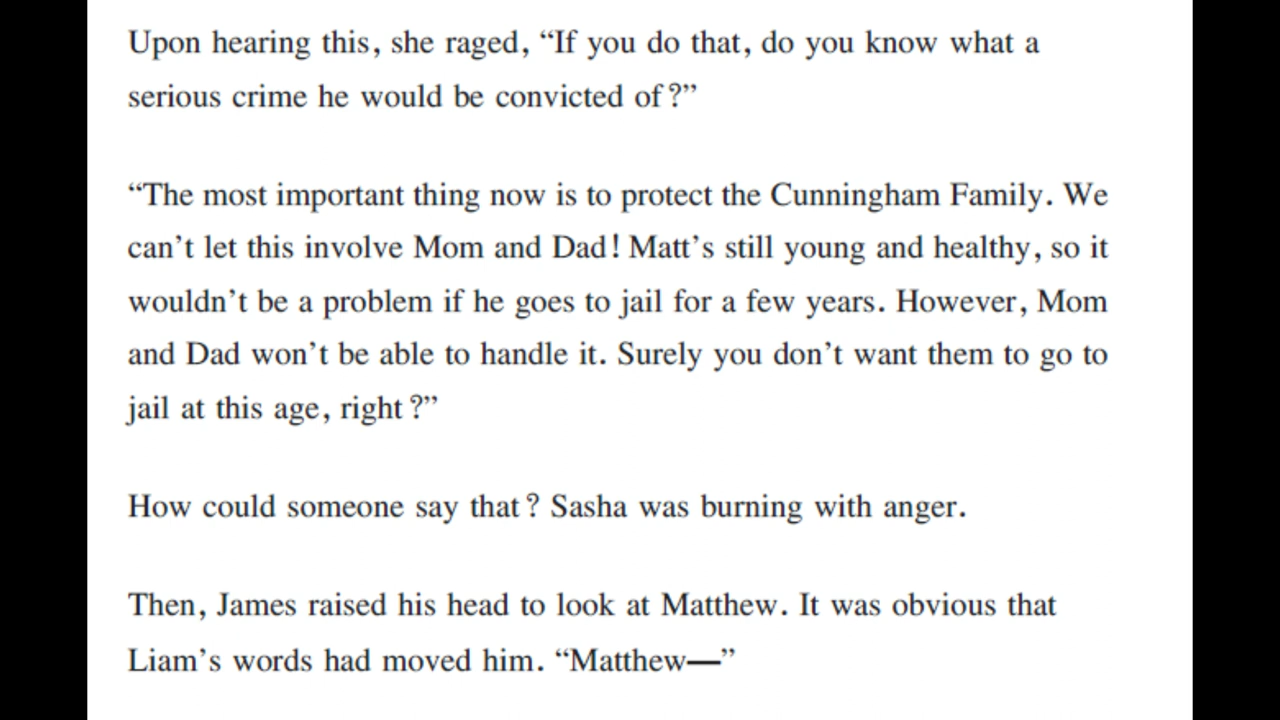 Upon hearing this, she raged, “If you do that, do you know what a
serious crime he would be convicted of?”
“The most important thing now is to protect the Cunningham Family. We
can’t let this involve Mom and Dad! Matt’s still young and healthy, so it
wouldn’t be a problem if he goes to jail for a few years. However, Mom
and Dad won’t be able to handle it. Surely you don’t want them to go to
jail at this age, right?”
How could someone say that? Sasha was burning with anger.
Then, James raised his head to look at Matthew. It was obvious that
Liam’s words had moved him. “Matthew—”